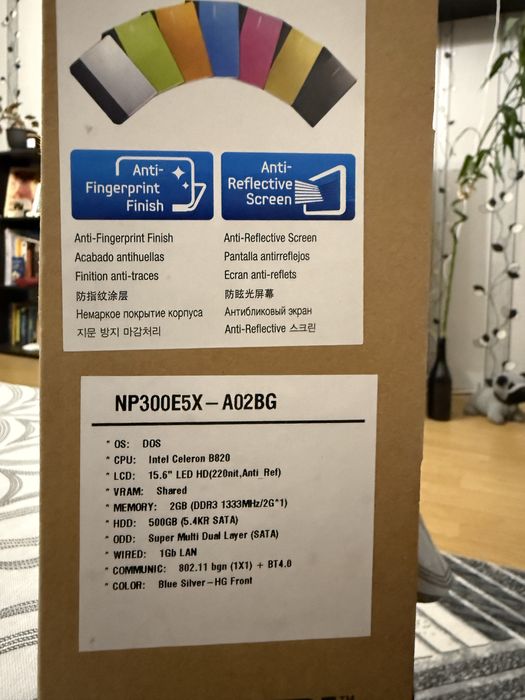 Anti-
Fingerprint
Finish
Anti-
Reflective
Screen
Anti-Fingerprint Finish
Acabado antihuellas
Finition anti-traces
防指纹涂层
Немаркое покрытие корпуса
지문 방지 마감처리
Anti-Reflective Screen
Pantalla antirreflejos
Ecran anti-reflets
防眩光屏幕
Антибликовый экран
Anti-Reflective 스크린
NP300E5X-A02BG
* OS: DOS
* CPU: Intel Celeron B820
* LCD: 15.6" LED HD(220nit,Anti_Ref)
* VRAM: Shared
* MEMORY: 2GB (DDR3 1333MHz/2G*1)
* HDD: 500GB (5.4KR SATA)
* ODD: Super Multi Dual Layer (SATA)
* WIRED: 1Gb LAN
* COMMUNIC: 802.11 bgn (1X1) + BT4.0
* COLOR: Blue Silver-HG Front